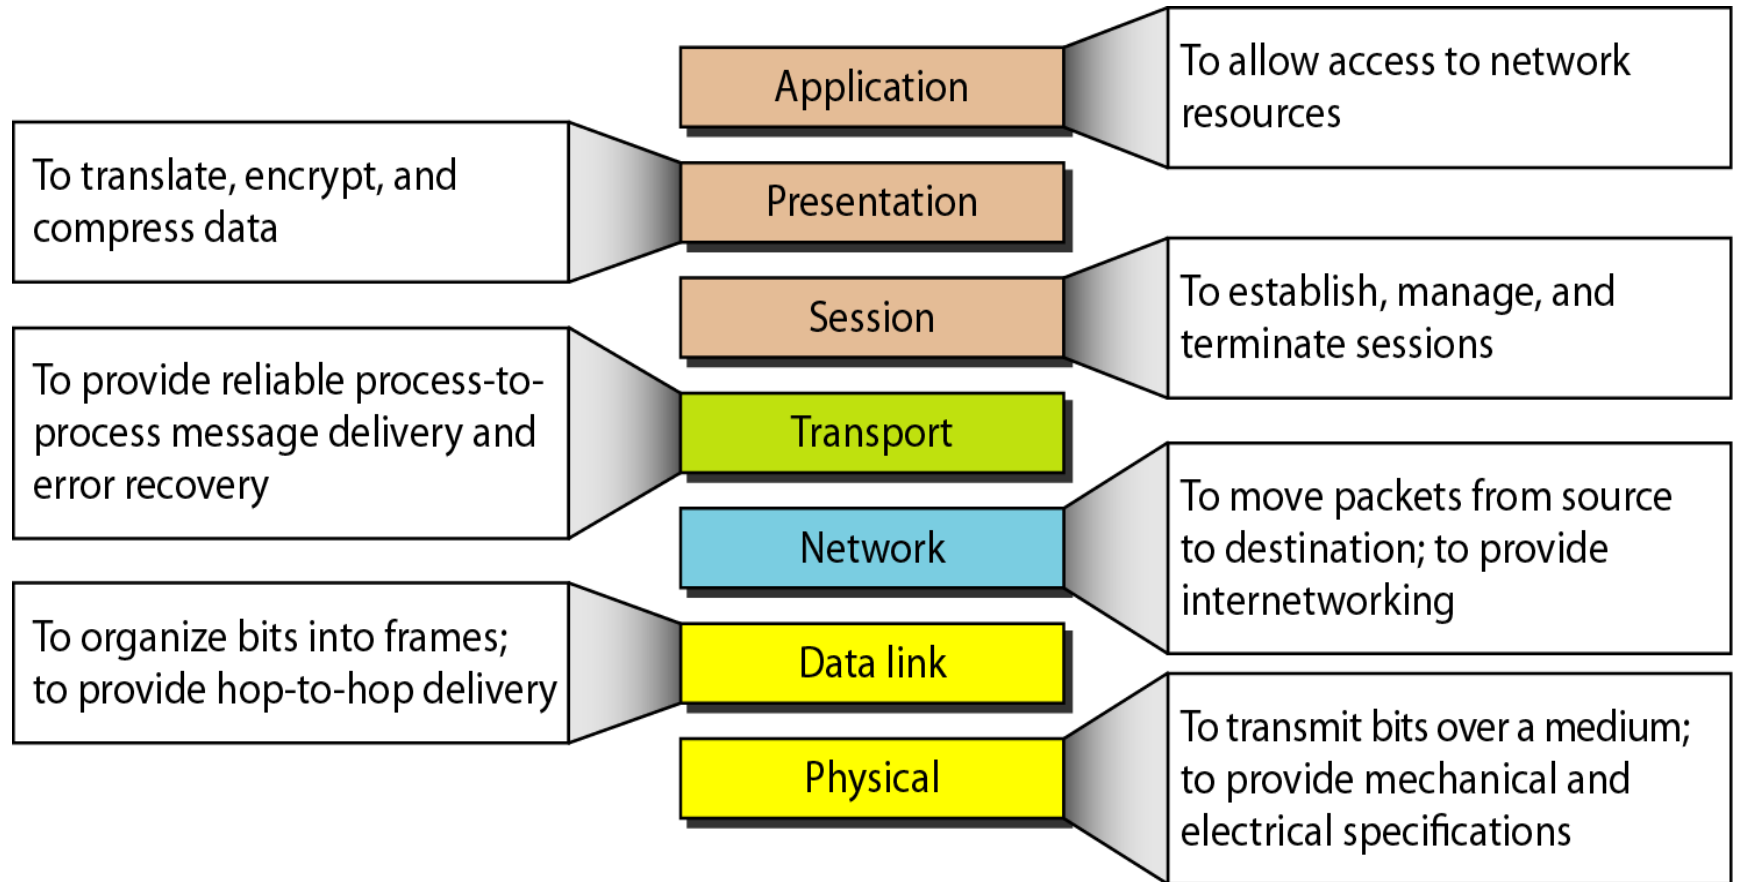 Application
To allow access to network
resources
To translate, encrypt, and
compress data
Presentation
Session
To establish, manage, and
terminate sessions
To provide reliable process-to-
process message delivery and
error recovery
Transport
Network
To move packets from source
to destination; to provide
internetworking
To organize bits into frames;
to provide hop-to-hop delivery
Data link
Physical
To transmit bits over a medium;
to provide mechanical and
electrical specifications